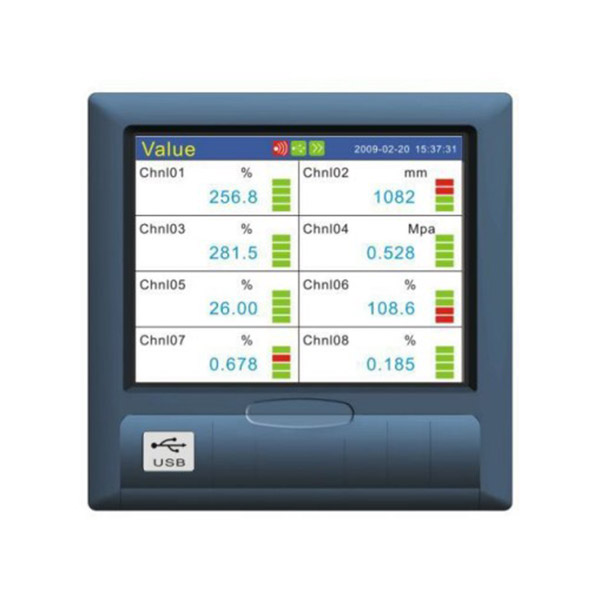 Value 2009-02-20 15:37:31
Chnl01 % Chnl02 mm
256.8 1082
Chnl03 % Chnl04 Mpa
281.5 0.528
Chnl05 % Chnl06 %
26.00 108.6
Chnl07 % Chnl08 %
0.678 0.185
USB